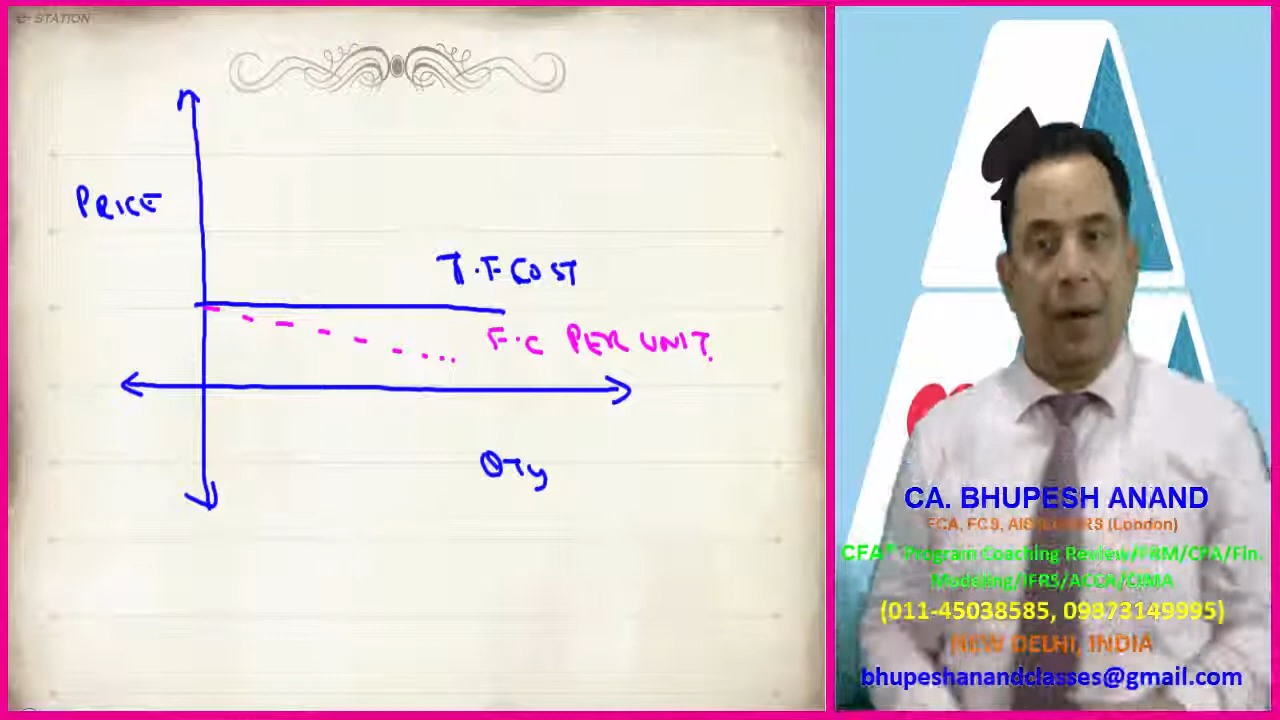 e- STATION
PRICE
T.F COST
F.C PER UNIT
QTy
CA. BHUPESH ANAND
CFA® Program Coaching Review/FRM/CPA/Fin.
Modeling/IFRS/ACCA/CIMA
(011-45038585, 09873149995)
NEW DELHI, INDIA
bhupeshanandclasses@gmail.com